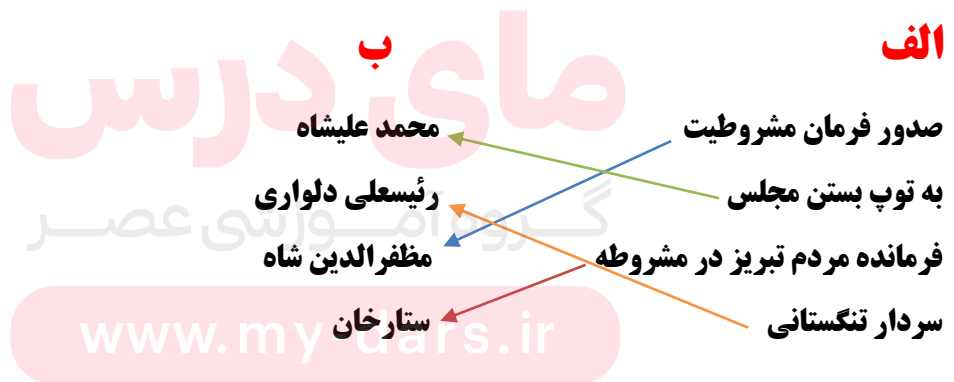 الف ب
صدور فرمان مشروطیت محمد علیشاه
به توپ بستن مجلس رئیسعلی دلواری
فرمانده مردم تبریز در مشروطه مظفرالدین شاه
سردار تنگستانی ستارخان
مای درس
گروه آموزشی عصر
www.my-dars.ir